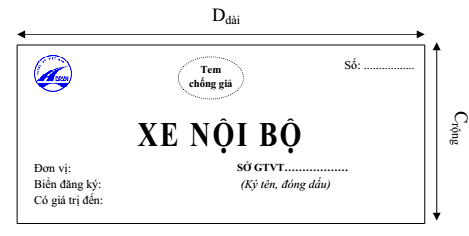 Ddài
Tem
chống giả
Số: .................
XE NỘI BỘ
Crộng
Đơn vị:
Biển đăng ký:
Có giá trị đến:
SỞ GTVT..................
(Ký tên, đóng dấu)